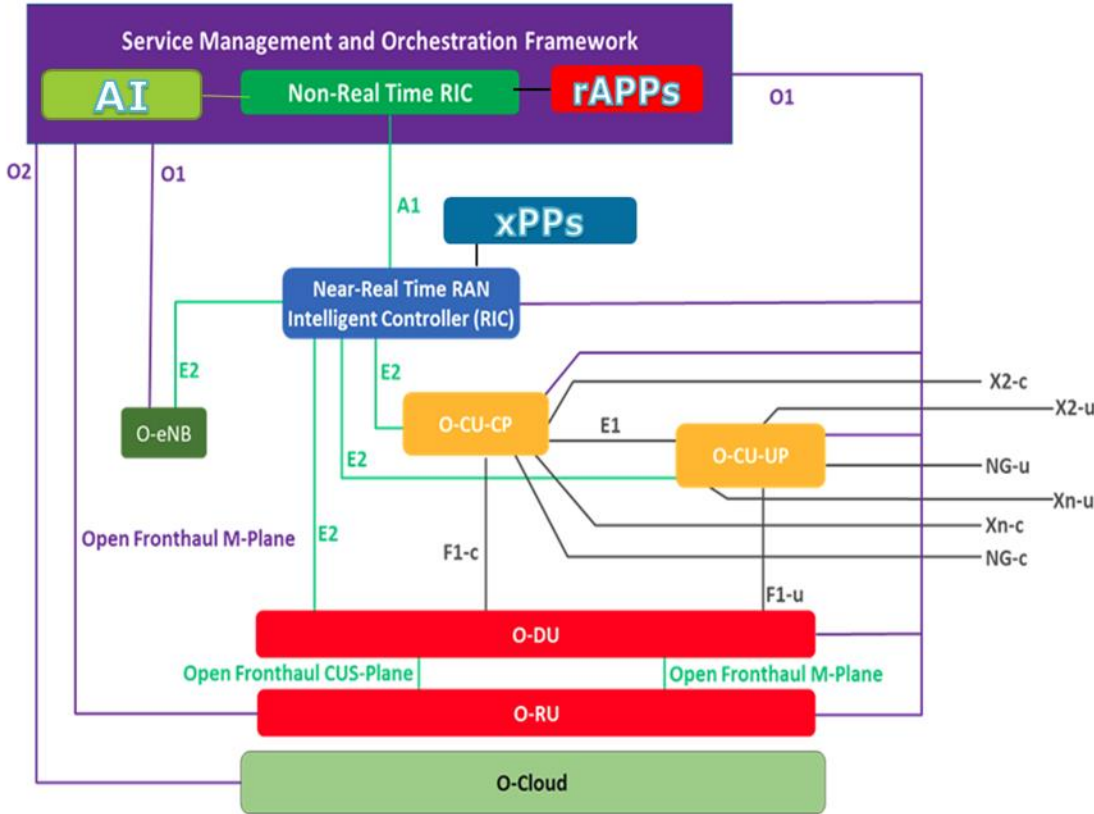 Service Management and Orchestration Framework
AI
Non-Real Time RIC
rAPPs
O1
O2
O1
A1
xPPs
Near-Real Time RAN
Intelligent Controller (RIC)
E2
E2
X2-c
X2-u
O-eNB
O-CU-CP
E1
O-CU-UP
E2
NG-u
Xn-u
Open Fronthaul M-Plane
E2
F1-c
Xn-c
NG-c
F1-u
O-DU
Open Fronthaul CUS-Plane
Open Fronthaul M-Plane
O-RU
O-Cloud